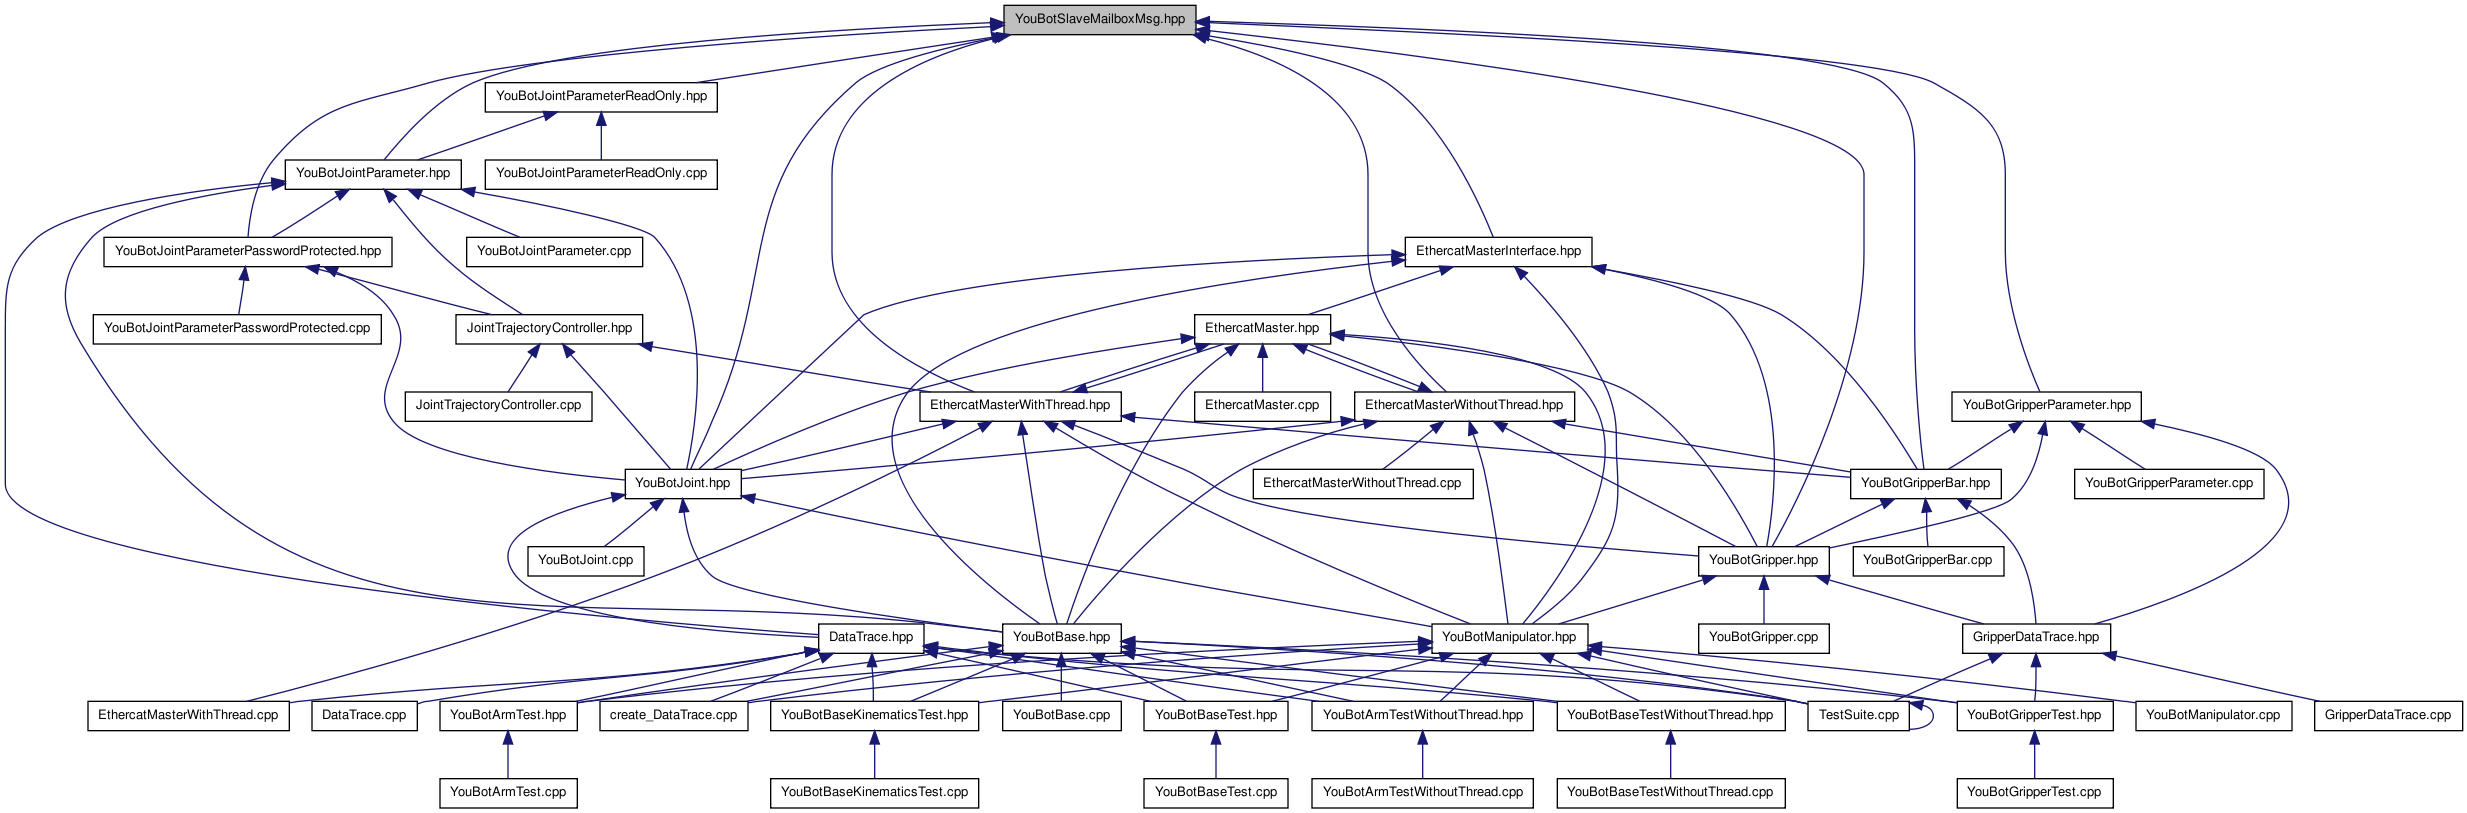 YouBotSlaveMailboxMsg.hpp
YouBotJointParameterReadOnly.hpp
YouBotJointParameter.hpp
YouBotJointParameterReadOnly.cpp
YouBotJointParameterPasswordProtected.hpp
YouBotJointParameter.cpp
EthercatMasterInterface.hpp
YouBotJointParameterPasswordProtected.cpp
JointTrajectoryController.hpp
EthercatMaster.hpp
JointTrajectoryController.cpp
EthercatMasterWithThread.hpp
EthercatMaster.cpp
EthercatMasterWithoutThread.hpp
YouBotGripperParameter.hpp
YouBotJoint.hpp
EthercatMasterWithoutThread.cpp
YouBotGripperBar.hpp
YouBotGripperParameter.cpp
YouBotJoint.cpp
YouBotGripper.hpp
YouBotGripperBar.cpp
DataTrace.hpp
YouBotBase.hpp
YouBotManipulator.hpp
YouBotGripper.cpp
GripperDataTrace.hpp
EthercatMasterWithThread.cpp
DataTrace.cpp
YouBotArmTest.hpp
create_DataTrace.cpp
YouBotBaseKinematicsTest.hpp
YouBotBase.cpp
YouBotBaseTest.hpp
YouBotArmTestWithoutThread.hpp
YouBotBaseTestWithoutThread.hpp
TestSuite.cpp
YouBotGripperTest.hpp
YouBotManipulator.cpp
GripperDataTrace.cpp
YouBotArmTest.cpp
YouBotBaseKinematicsTest.cpp
YouBotBaseTest.cpp
YouBotArmTestWithoutThread.cpp
YouBotBaseTestWithoutThread.cpp
YouBotGripperTest.cpp